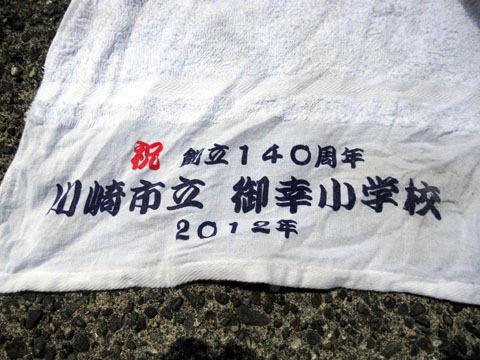 祝 創立140周年
川崎市立 御幸小学校
2012年